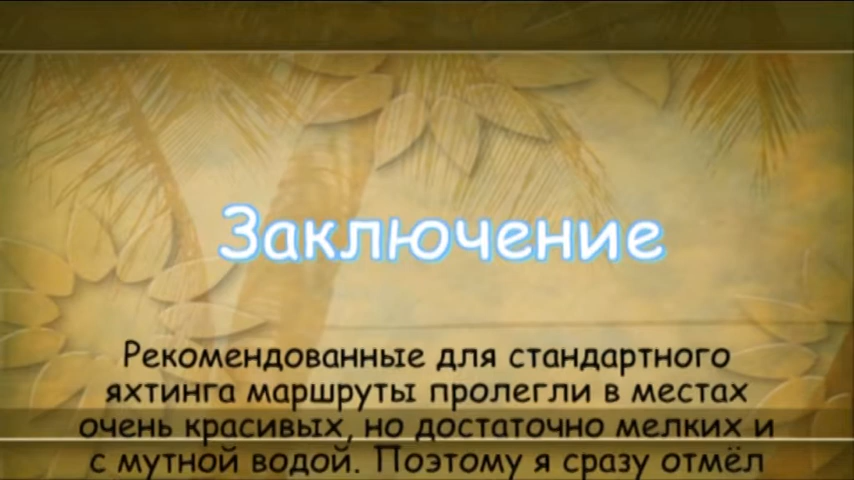 Заключение
Рекомендованные для стандартного
яхтинга маршруты пролегли в местах
очень красивых, но достаточно мелких и
с мутной водой. Поэтому я сразу отмёл